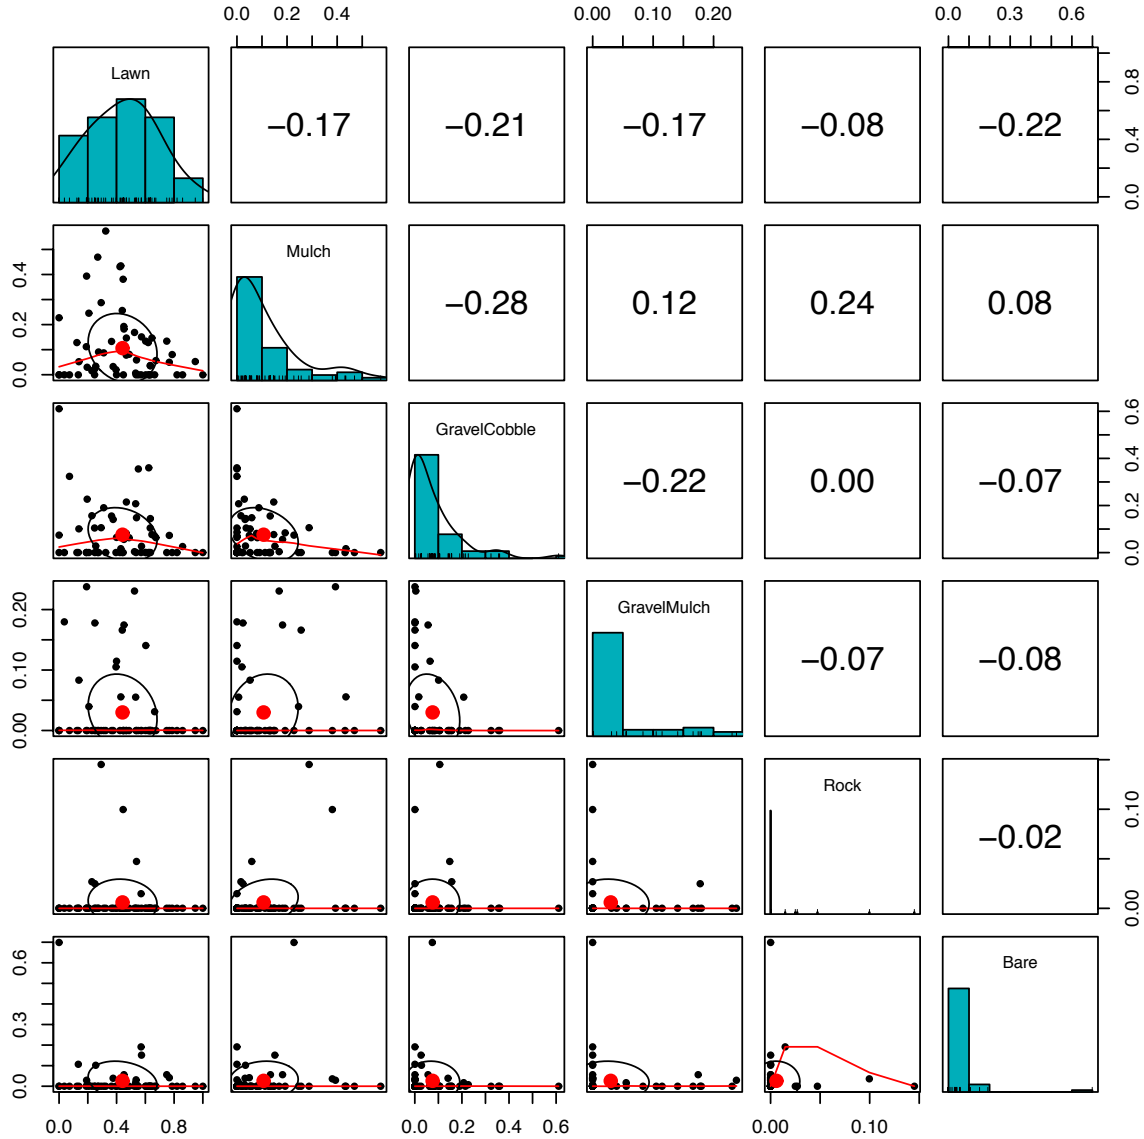 0.0 0.2 0.4 0.00 0.10 0.20 0.0 0.3 0.6
Lawn −0.17 −0.21 −0.17 −0.08 −0.22 0.0 0.4 0.8
0.0 0.2 0.4 Mulch −0.28 0.12 0.24 0.08
GravelCobble −0.22 0.00 −0.07 0.0 0.2 0.4 0.6
0.00 0.10 0.20 GravelMulch −0.07 −0.08
Rock −0.02 0.00 0.10
0.0 0.3 0.6 Bare
0.0 0.4 0.8 0.0 0.2 0.4 0.6 0.00 0.10